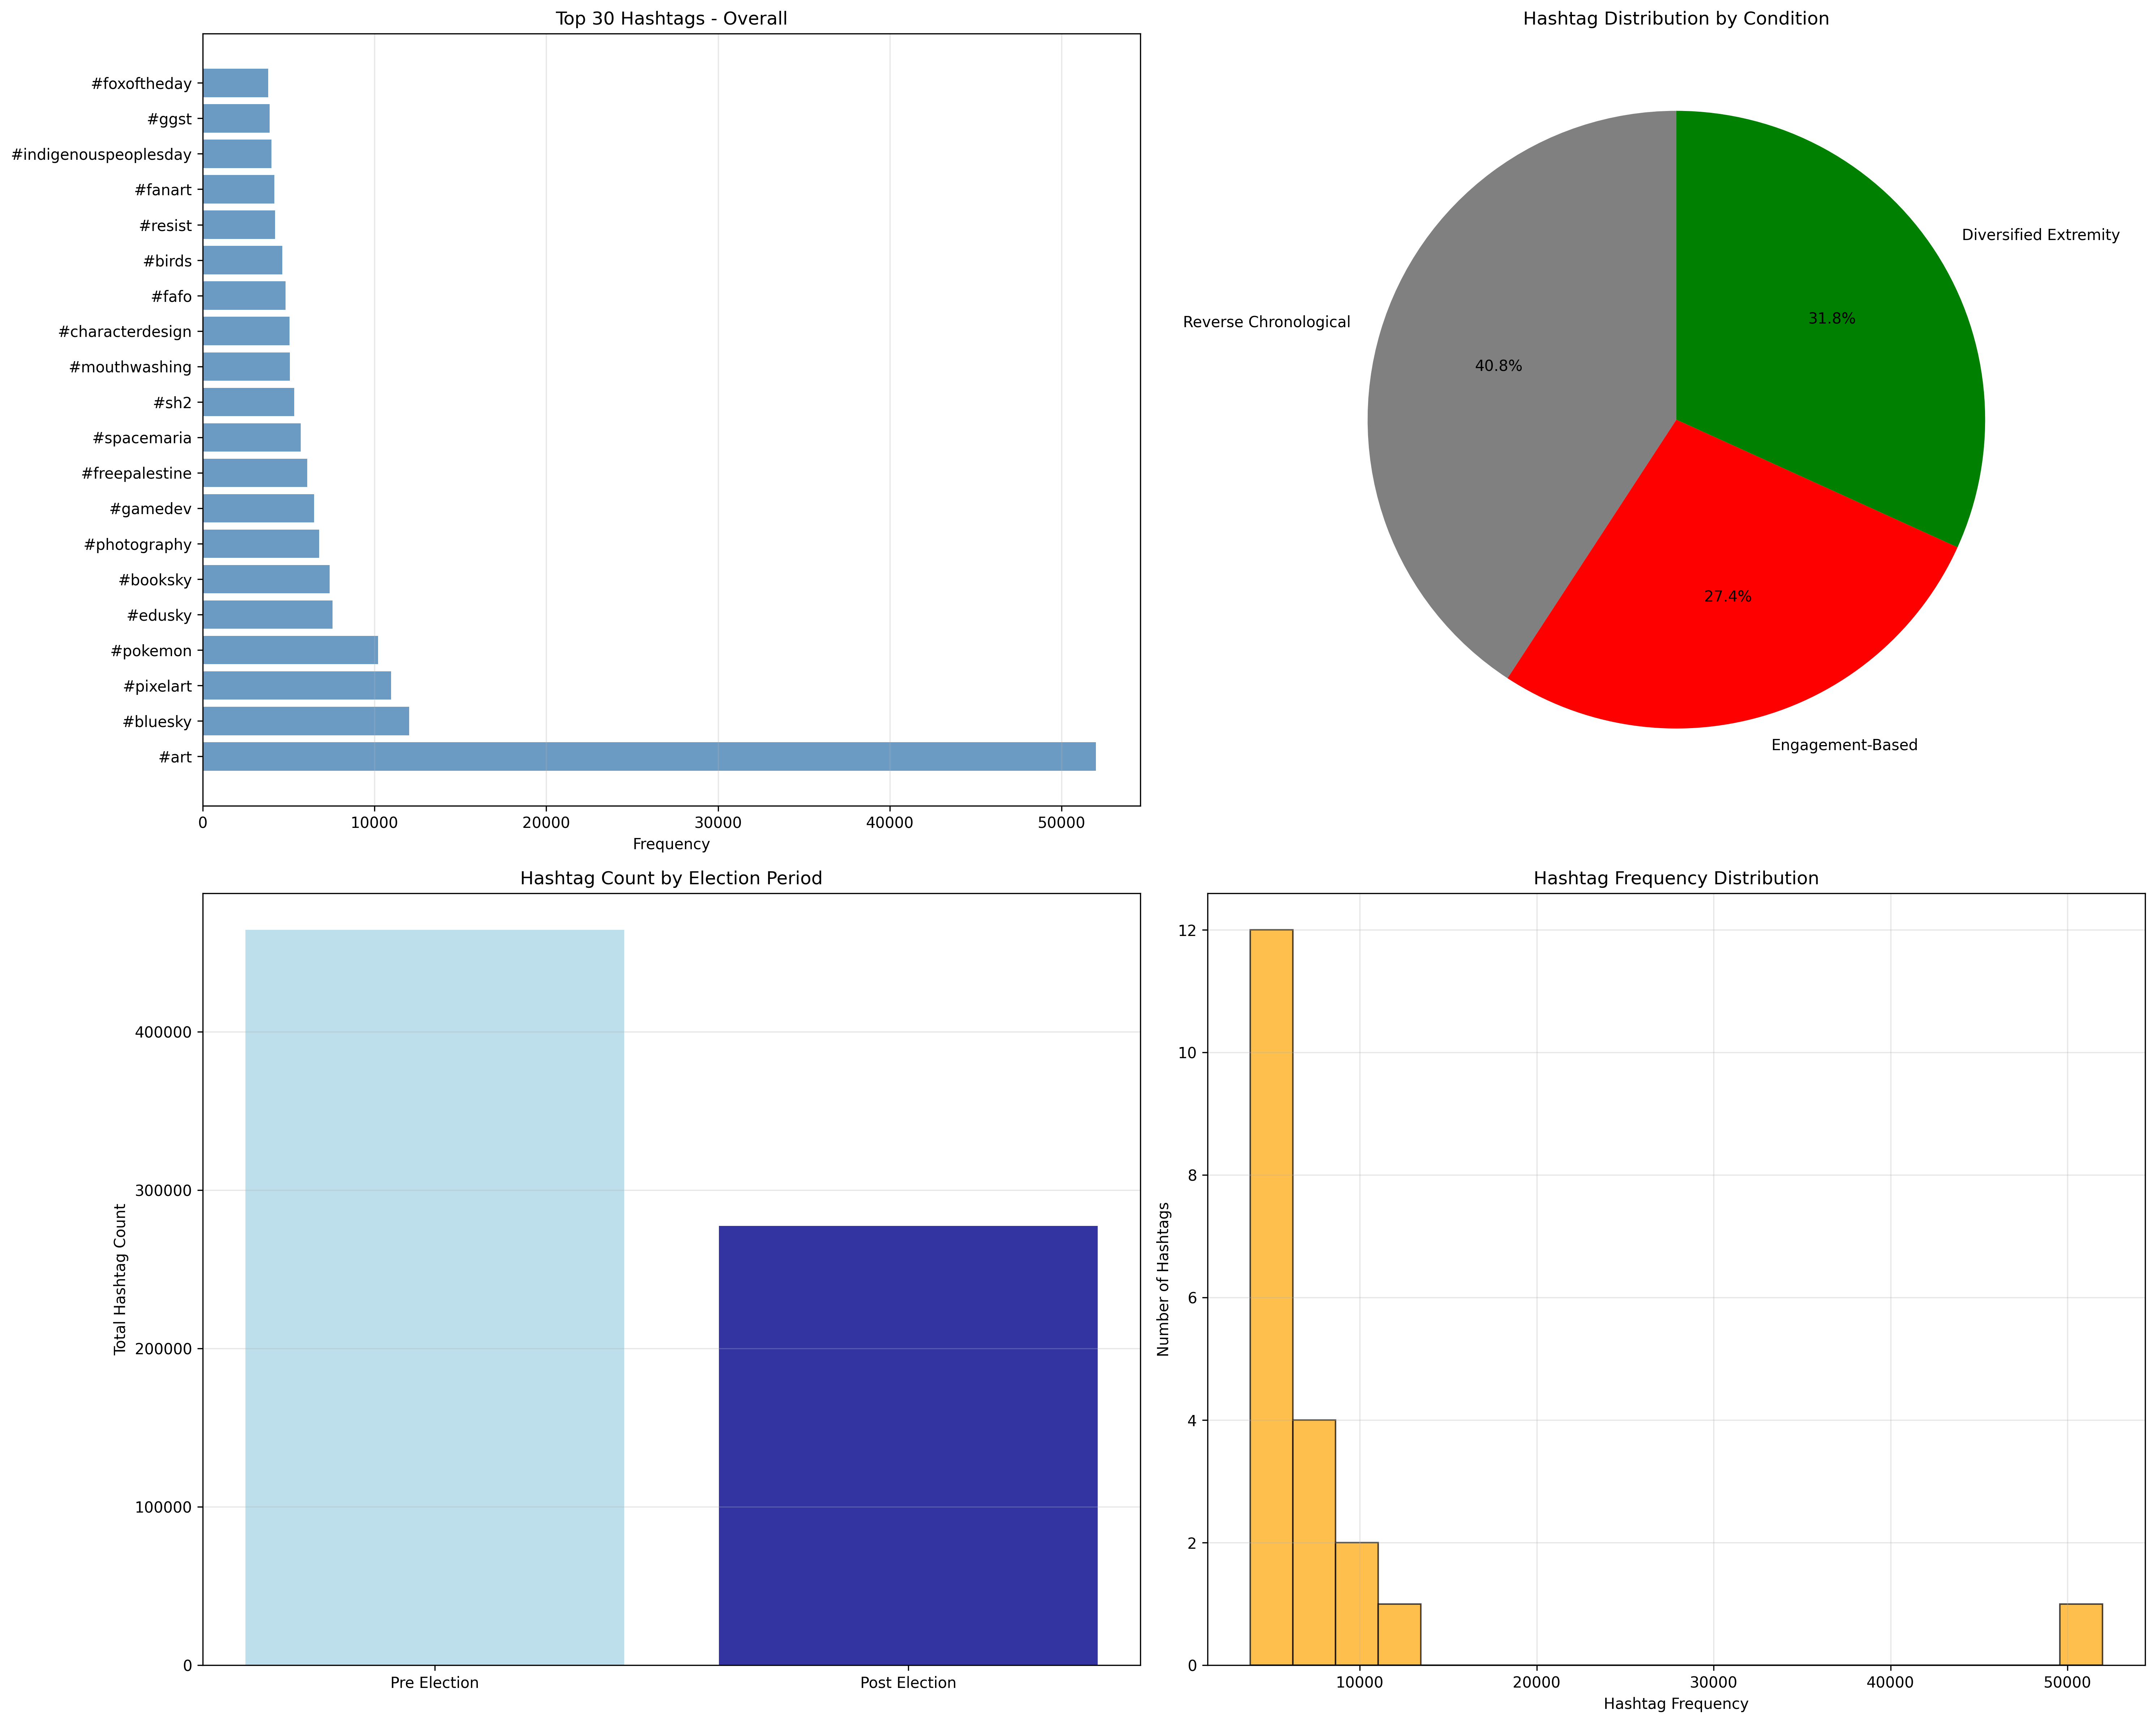 Top 30 Hashtags - Overall
#foxoftheday
#ggst
#indigenouspeoplesday
#fanart
#resist
#birds
#fafo
#characterdesign
#mouthwashing
#sh2
#spacemaria
#freepalestine
#gamedev
#photography
#booksky
#edusky
#pokemon
#pixelart
#bluesky
#art
0 10000 20000 30000 40000 50000
Frequency
Hashtag Distribution by Condition
Diversified Extremity
31.8%
Reverse Chronological
40.8%
27.4%
Engagement-Based
Hashtag Count by Election Period
Total Hashtag Count
400000
300000
200000
100000
0
Pre Election Post Election
Hashtag Frequency Distribution
Number of Hashtags
12
10
8
6
4
2
0
10000 20000 30000 40000 50000
Hashtag Frequency